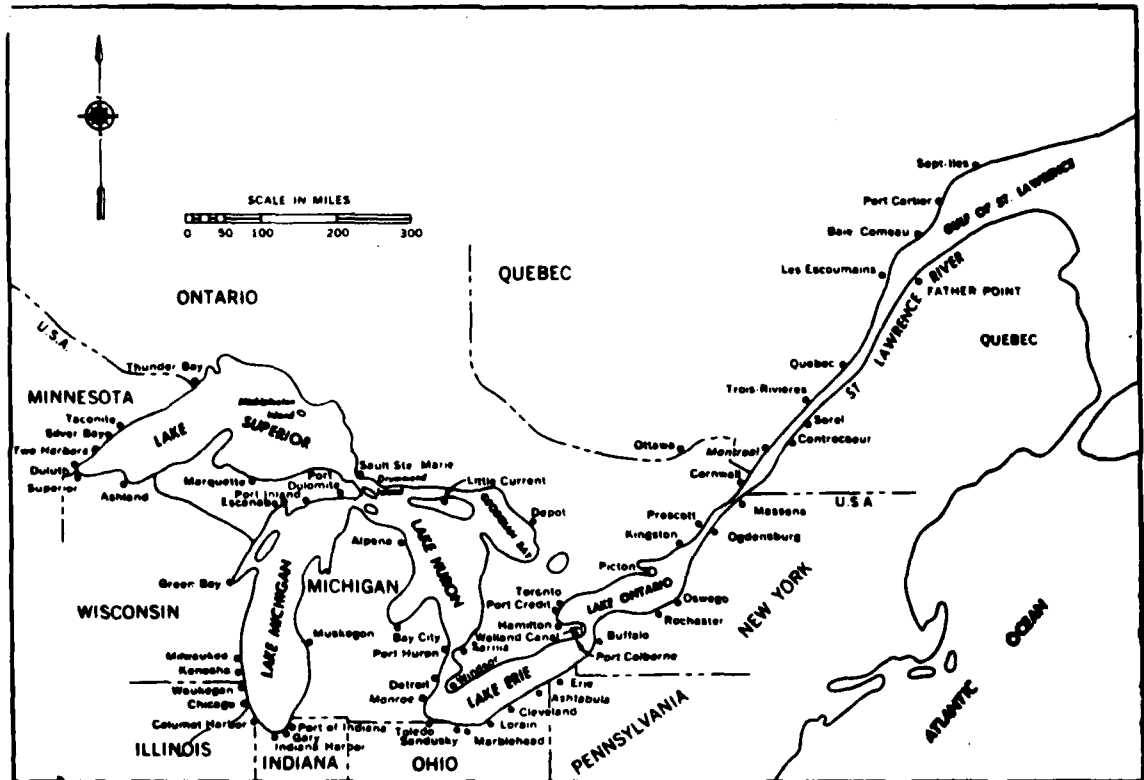 SCALE IN MILES
0 50 100 200 300
Sept-Iles
Port Cartier
Baie Comeau
GULF OF ST. LAWRENCE
Les Escoumains
FATHER POINT
ST LAWRENCE RIVER
QUEBEC
QUEBEC
ONTARIO
U.S.A.
MINNESOTA
Thunder Bay
Taconite
Silver Bay
Two Harbors
Duluth
Superior
Ashland
LAKE SUPERIOR
Island
Marquette
Port Inland
Escanaba
Port
Dolomite
Sault Ste. Marie
Drummond
Little Current
GEORGIAN BAY
Depot
Quebec
Trois-Rivieres
Sorel
Contrecoeur
Ottawa
Montreal
Cornwall
Massena
U.S.A
Prescott
Ogdensburg
Kingston
Picton
Alpena
LAKE HURON
MICHIGAN
Green Bay
WISCONSIN
LAKE MICHIGAN
Muskegon
Milwaukee
Kenosha
Waukegan
Chicago
Calumet Harbor
ILLINOIS
Port of Indiana
Gary
Indiana Harbor
INDIANA
Bay City
Port Huron
Sarnia
Windsor
Detroit
Monroe
Toledo
Sandusky
Marblehead
Lorain
Cleveland
Ashtabula
Erie
OHIO
LAKE ERIE
Toronto
Port Credit
Hamilton
Welland Canal
Port Colborne
Buffalo
LAKE ONTARIO
Oswego
Rochester
NEW YORK
PENNSYLVANIA
ATLANTIC OCEAN